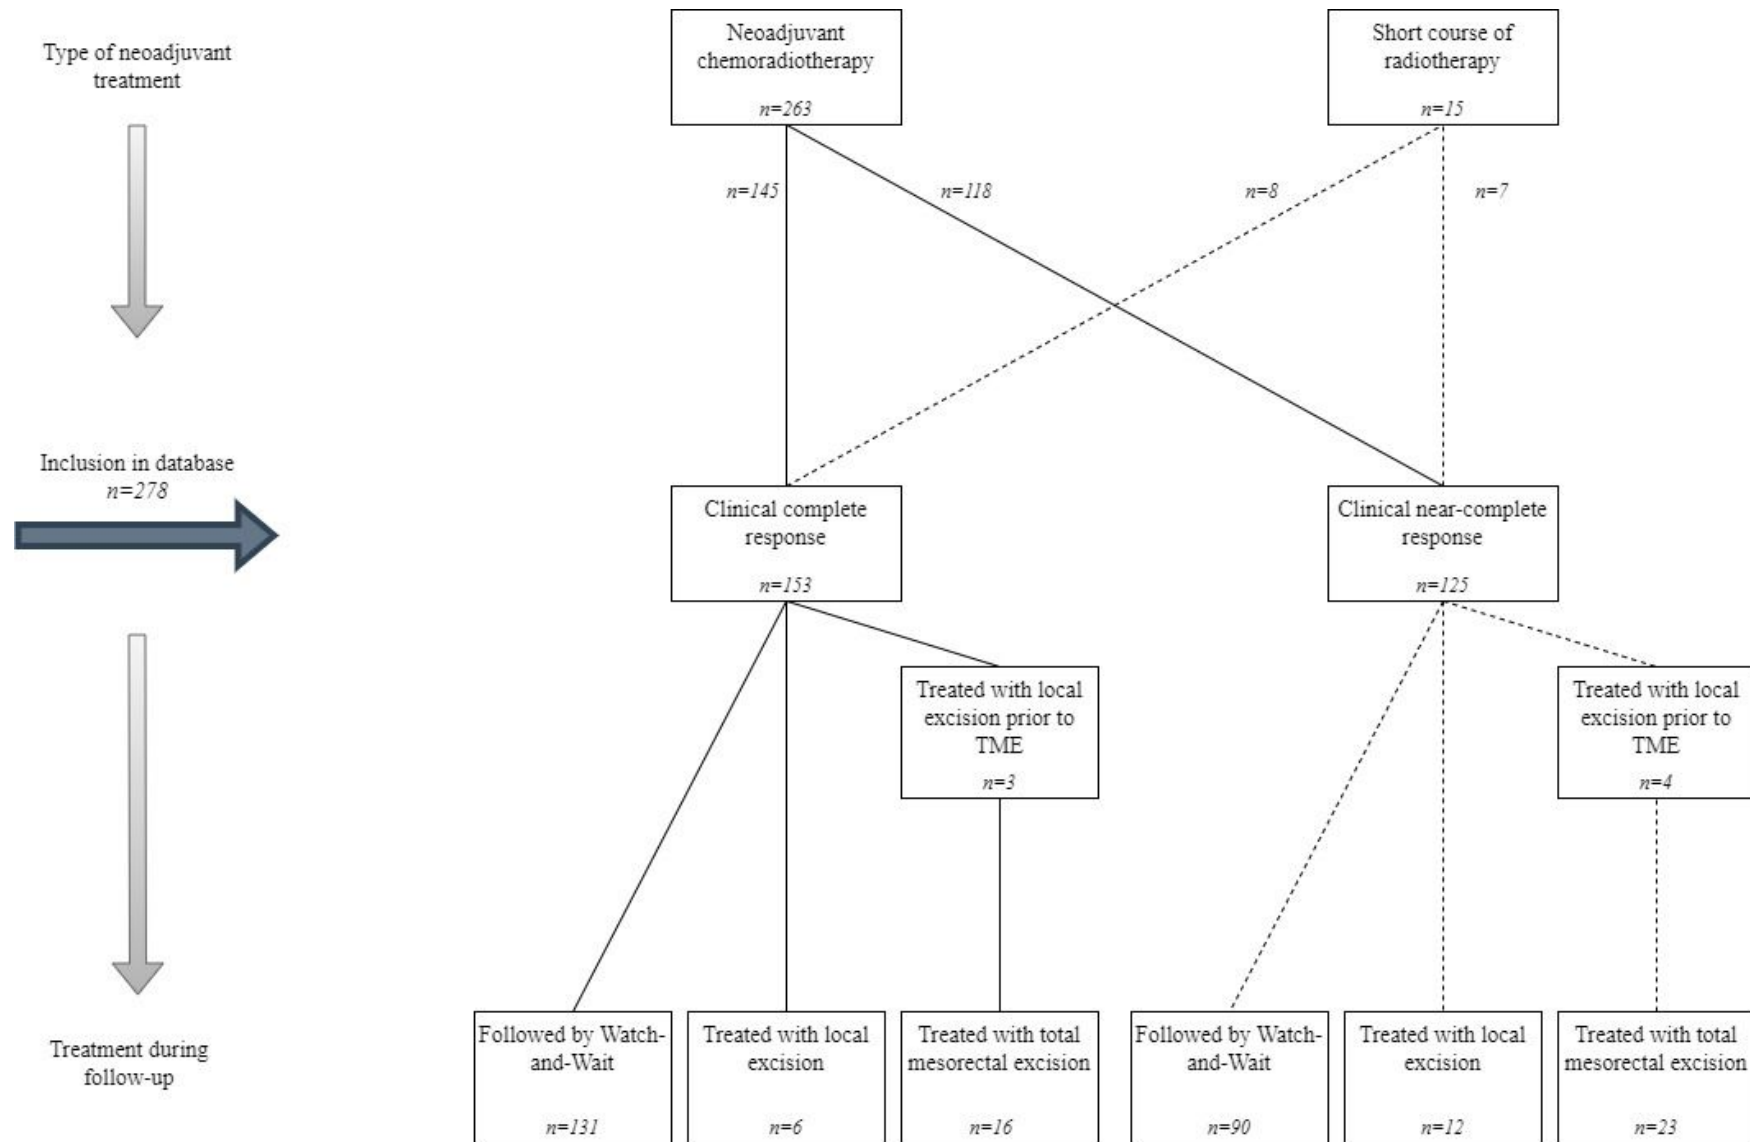 Type of neoadjuvant
treatment
Neoadjuvant
chemoradiotherapy
n=263
Short course of
radiotherapy
n=15
n=145
n=118
n=8
n=7
Inclusion in database
n=278
Clinical complete
response
n=153
Clinical near-complete
response
n=125
Treated with local
excision prior to
TME
n=3
Treated with local
excision prior to
TME
n=4
Treatment during
follow-up
Followed by Watch-
and-Wait
n=131
Treated with local
excision
n=6
Treated with total
mesorectal excision
n=16
Followed by Watch-
and-Wait
n=90
Treated with local
excision
n=12
Treated with total
mesorectal excision
n=23